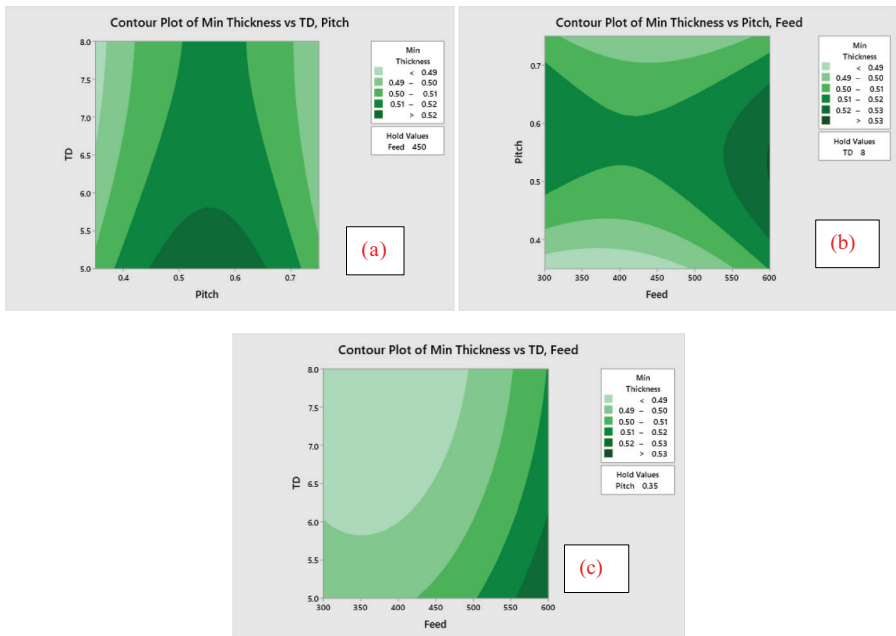 Contour Plot of Min Thickness vs TD, Pitch
8.0
7.5
7.0
6.5
6.0
5.5
5.0
TD
0.4 0.5 0.6 0.7
Pitch
Min
Thickness
< 0.49
0.49 – 0.50
0.50 – 0.51
0.51 – 0.52
> 0.52
Hold Values
Feed 450
(a)
Contour Plot of Min Thickness vs Pitch, Feed
0.7
0.6
0.5
0.4
Pitch
300 350 400 450 500 550 600
Feed
Min
Thickness
< 0.49
0.49 – 0.50
0.50 – 0.51
0.51 – 0.52
0.52 – 0.53
> 0.53
Hold Values
TD 8
(b)
Contour Plot of Min Thickness vs TD, Feed
8.0
7.5
7.0
6.5
6.0
5.5
5.0
TD
300 350 400 450 500 550 600
Feed
Min
Thickness
< 0.49
0.49 – 0.50
0.50 – 0.51
0.51 – 0.52
0.52 – 0.53
> 0.53
Hold Values
Pitch 0.35
(c)